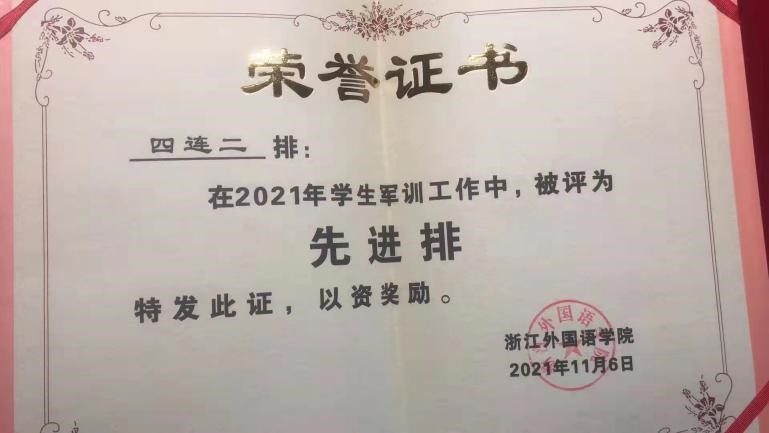 荣誉证书
四连二 排：
在2021年学生军训工作中，被评为
先进排
特发此证，以资奖励。
浙江外国语学院
2021年11月6日